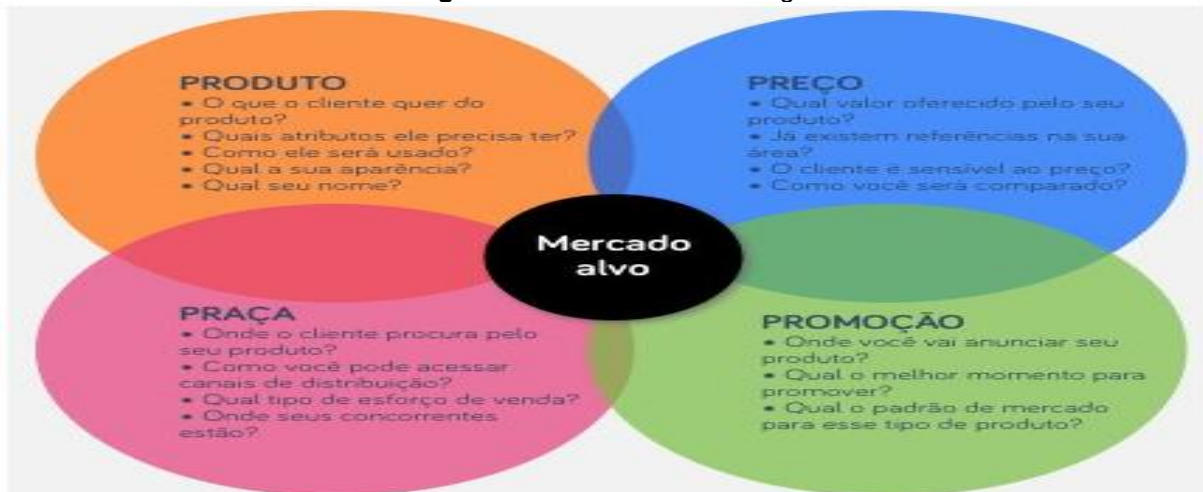 PRODUTO
• O que o cliente quer do
produto?
• Quais atributos ele precisa ter?
• Como ele será usado?
• Qual a sua aparência?
• Qual seu nome?
PREÇO
• Qual valor oferecido pelo seu
produto?
• Já existem referências na sua
área?
• O cliente é sensível ao preço?
• Como você será comparado?
Mercado
alvo
PRAÇA
• Onde o cliente procura pelo
seu produto?
• Como você pode acessar
canais de distribuição?
• Qual tipo de esforço de venda?
• Onde seus concorrentes
estão?
PROMOÇÃO
• Onde você vai anunciar seu
produto?
• Qual o melhor momento para
promover?
• Qual o padrão de mercado
para esse tipo de produto?